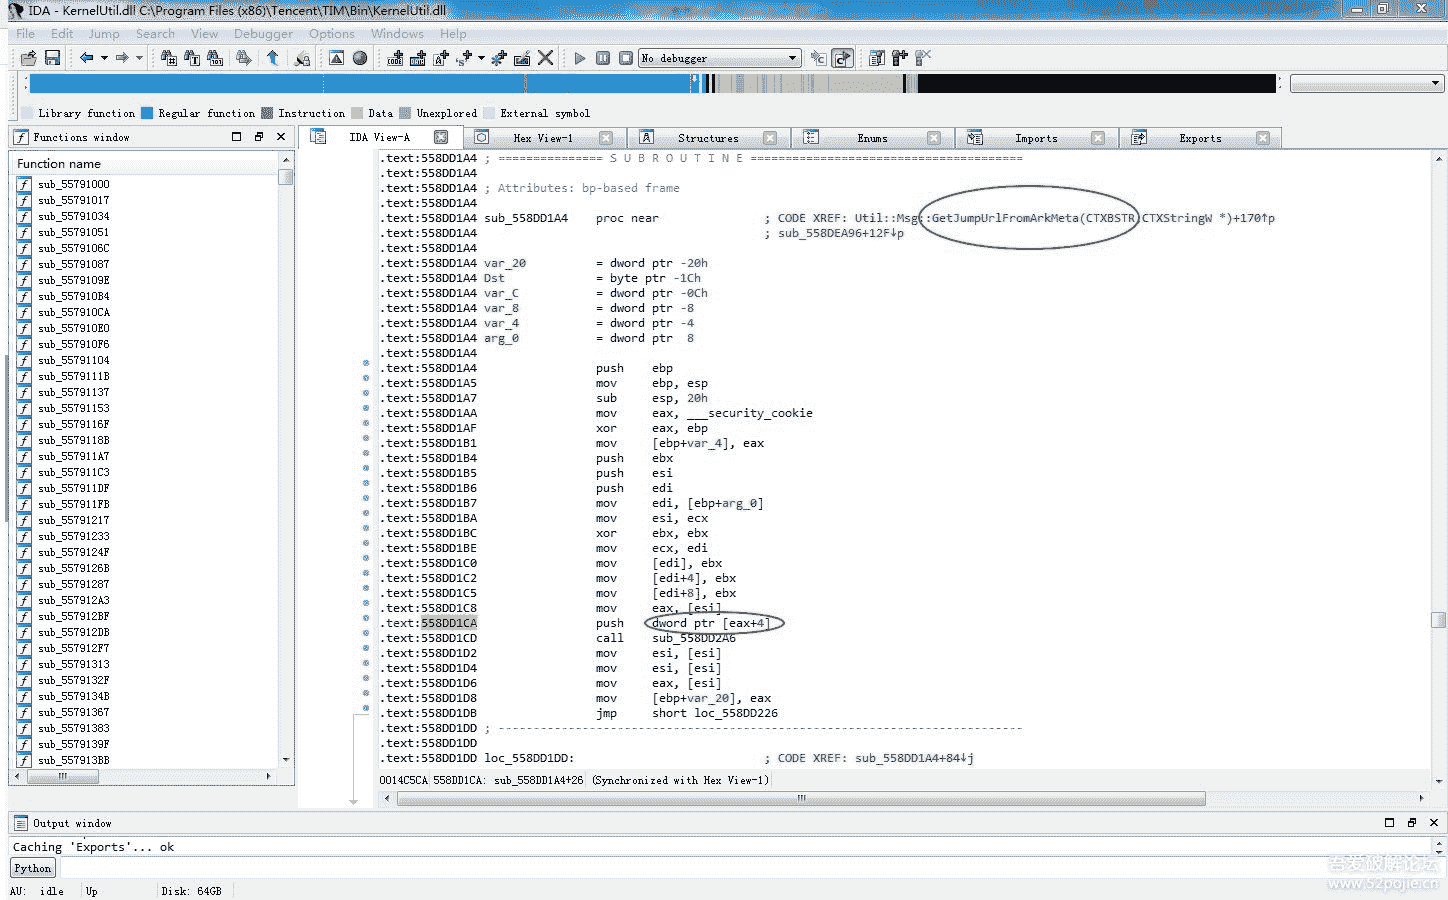 IDA - KernelUtil.dll C:\Program Files (x86)\Tencent\TIM\Bin\KernelUtil.dll
File Edit Jump Search View Debugger Options Windows Help
No debugger
Library function Regular function Instruction Data Unexplored External symbol
Functions window
IDA View-A Hex View-1 Structures Enums Imports Exports
Function name
sub_55791000
sub_55791017
sub_55791034
sub_55791051
sub_5579106C
sub_55791087
sub_5579109E
sub_557910B4
sub_557910CA
sub_557910E0
sub_557910F6
sub_55791104
sub_5579111B
sub_55791137
sub_55791153
sub_5579116F
sub_5579118B
sub_557911A7
sub_557911C3
sub_557911DF
sub_557911FB
sub_55791217
sub_55791233
sub_5579124F
sub_5579126B
sub_55791287
sub_557912A3
sub_557912BF
sub_557912DB
sub_557912F7
sub_55791313
sub_5579132F
sub_5579134B
sub_55791367
sub_55791383
sub_5579139F
sub_557913BB
.text:558DD1A4 ; =============== S U B R O U T I N E =======================================
.text:558DD1A4
.text:558DD1A4 ; Attributes: bp-based frame
.text:558DD1A4
.text:558DD1A4 sub_558DD1A4 proc near ; CODE XREF: Util::Msg::GetJumpUrlFromArkMeta(CTXBSTR,CTXStringW *)+170↑p
.text:558DD1A4 ; sub_558DEA96+12F↓p
.text:558DD1A4
.text:558DD1A4 var_20 = dword ptr -20h
.text:558DD1A4 Dst = byte ptr -1Ch
.text:558DD1A4 var_C = dword ptr -0Ch
.text:558DD1A4 var_8 = dword ptr -8
.text:558DD1A4 var_4 = dword ptr -4
.text:558DD1A4 arg_0 = dword ptr 8
.text:558DD1A4
.text:558DD1A4 push ebp
.text:558DD1A5 mov ebp, esp
.text:558DD1A7 sub esp, 20h
.text:558DD1AA mov eax, ___security_cookie
.text:558DD1AF xor eax, ebp
.text:558DD1B1 mov [ebp+var_4], eax
.text:558DD1B4 push ebx
.text:558DD1B5 push esi
.text:558DD1B6 push edi
.text:558DD1B7 mov edi, [ebp+arg_0]
.text:558DD1BA mov esi, ecx
.text:558DD1BC xor ebx, ebx
.text:558DD1BE mov ecx, edi
.text:558DD1C0 mov [edi], ebx
.text:558DD1C2 mov [edi+4], ebx
.text:558DD1C5 mov [edi+8], ebx
.text:558DD1C8 mov eax, [esi]
.text:558DD1CA push dword ptr [eax+4]
.text:558DD1CD call sub_558DD2A6
.text:558DD1D2 mov esi, [esi]
.text:558DD1D4 mov esi, [esi]
.text:558DD1D6 mov eax, [esi]
.text:558DD1D8 mov [ebp+var_20], eax
.text:558DD1DB jmp short loc_558DD226
.text:558DD1DD ; ---------------------------------------------------------------------------
.text:558DD1DD
.text:558DD1DD loc_558DD1DD: ; CODE XREF: sub_558DD1A4+84↓j
0014C5CA 558DD1CA: sub_558DD1A4+26 (Synchronized with Hex View-1)
Output window
Caching 'Exports'... ok
Python
AU: idle Up Disk: 64GB
吾爱破解论坛
www.52pojie.cn